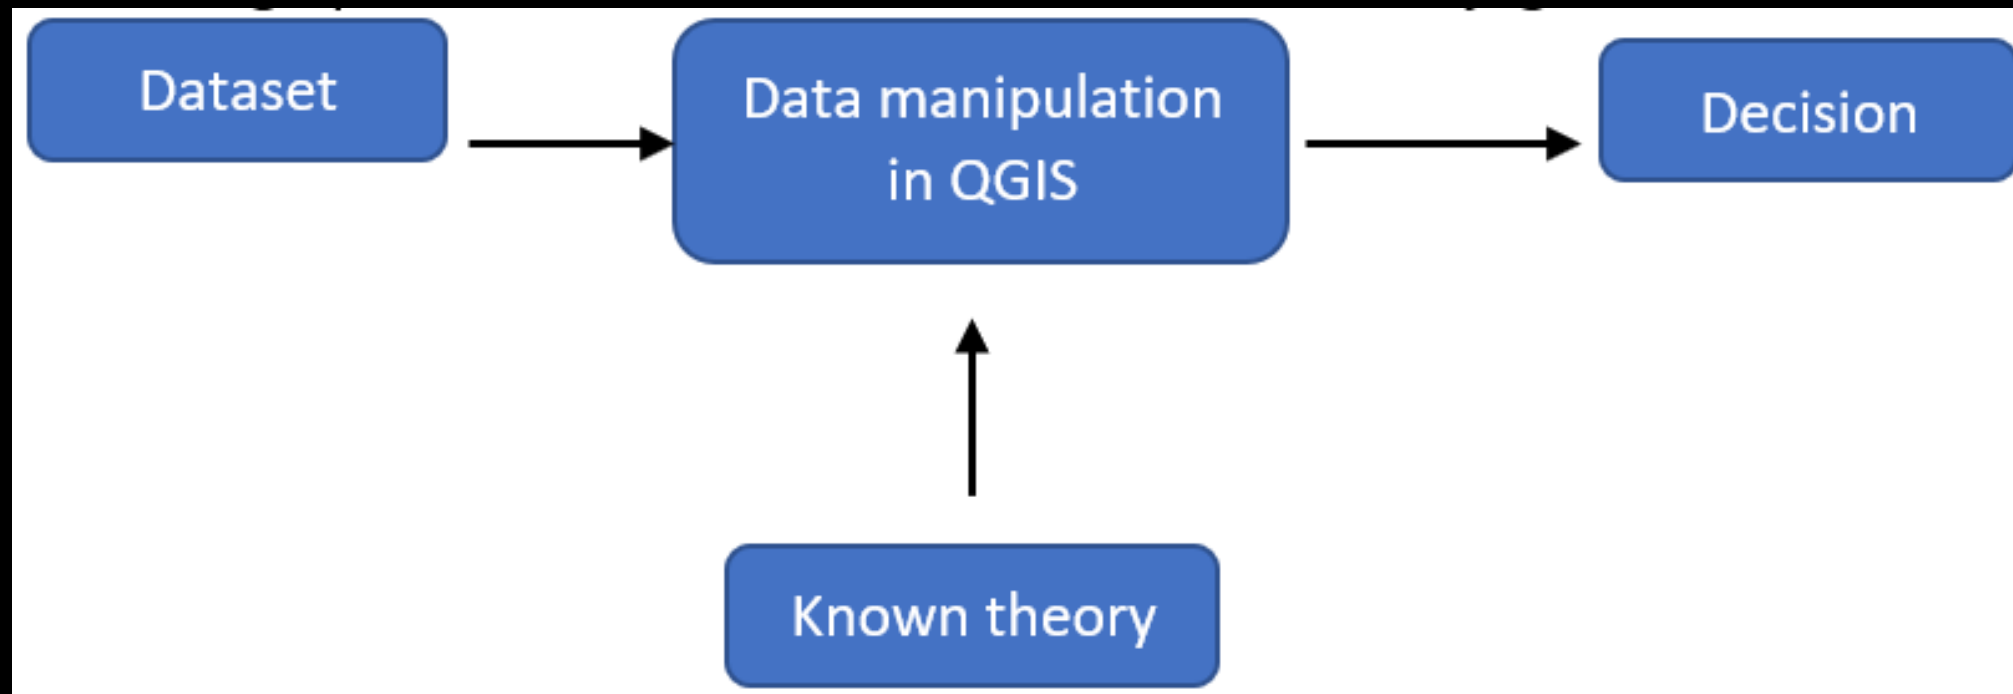 Dataset
Data manipulation
in QGIS
Decision
Known theory